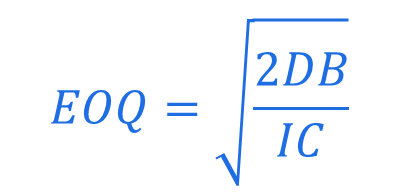 EOQ = √(2DB / IC)